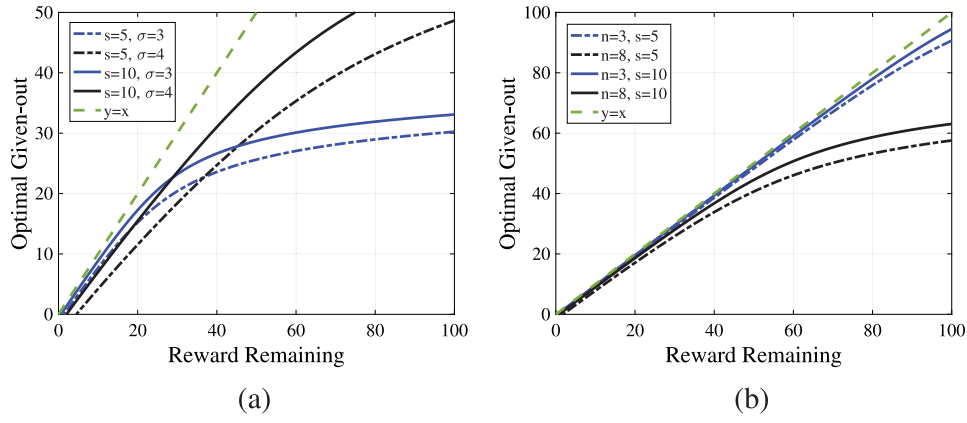 50
40
30
20
10
0
Optimal Given-out
s=5, σ=3
s=5, σ=4
s=10, σ=3
s=10, σ=4
y=x
0 20 40 60 80 100
Reward Remaining
(a)
100
80
60
40
20
0
Optimal Given-out
n=3, s=5
n=8, s=5
n=3, s=10
n=8, s=10
y=x
0 20 40 60 80 100
Reward Remaining
(b)